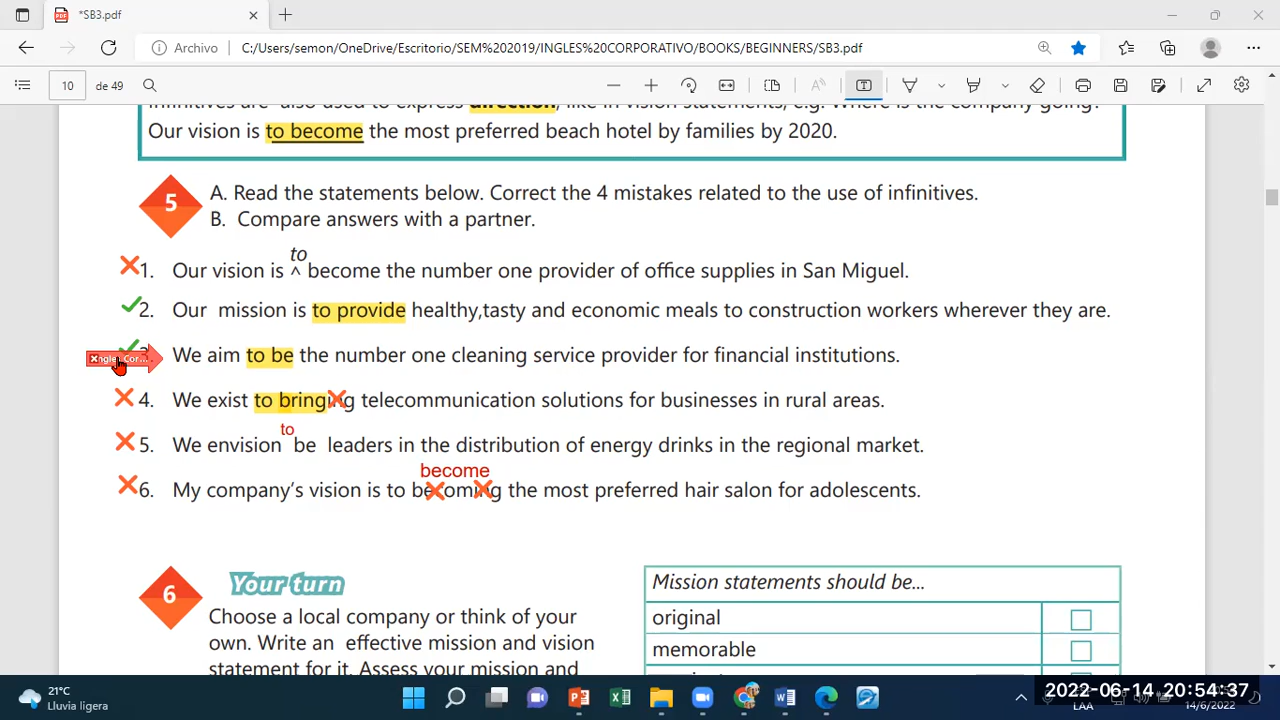 *SB3.pdf
Archivo C:/Users/semon/OneDrive/Escritorio/SEM%202019/INGLES%20CORPORATIVO/BOOKS/BEGINNERS/SB3.pdf
10 de 49
Infinitives are also used to express direction, like in vision statements, e.g. Where is the company going?
Our vision is to become the most preferred beach hotel by families by 2020.
5
A. Read the statements below. Correct the 4 mistakes related to the use of infinitives.
B. Compare answers with a partner.
to
1. Our vision is ^ become the number one provider of office supplies in San Miguel.
2. Our mission is to provide healthy,tasty and economic meals to construction workers wherever they are.
3. We aim to be the number one cleaning service provider for financial institutions.
4. We exist to bringing telecommunication solutions for businesses in rural areas.
to
5. We envision be leaders in the distribution of energy drinks in the regional market.
become
6. My company's vision is to becoming the most preferred hair salon for adolescents.
6
Your turn
Choose a local company or think of your
own. Write an effective mission and vision
statement for it. Assess your mission and
Mission statements should be...
original
memorable
21°C
Lluvia ligera
LAA
2022-06-14 20:54:37
14/6/2022